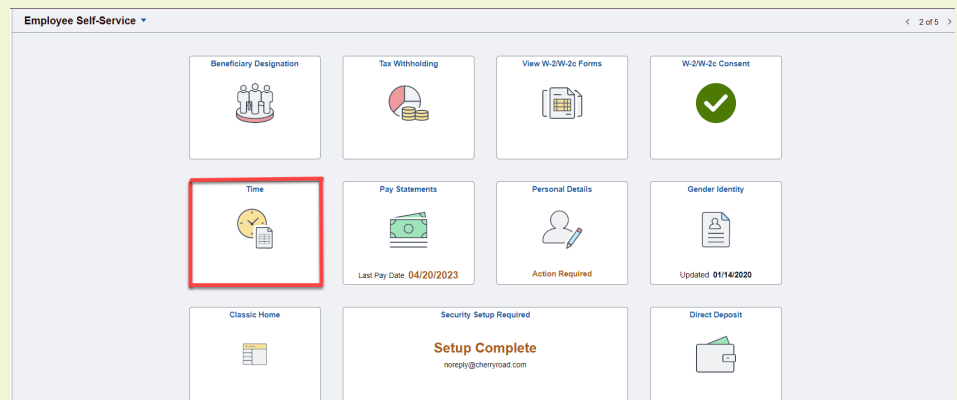 Employee Self-Service
2 of 5
Beneficiary Designation
Tax Withholding
View W-2/W-2c Forms
W-2/W-2c Consent
Time
Pay Statements
Last Pay Date 04/20/2023
Personal Details
Action Required
Gender Identity
Updated 01/14/2020
Classic Home
Security Setup Required
Setup Complete
noreply@cherryroad.com
Direct Deposit